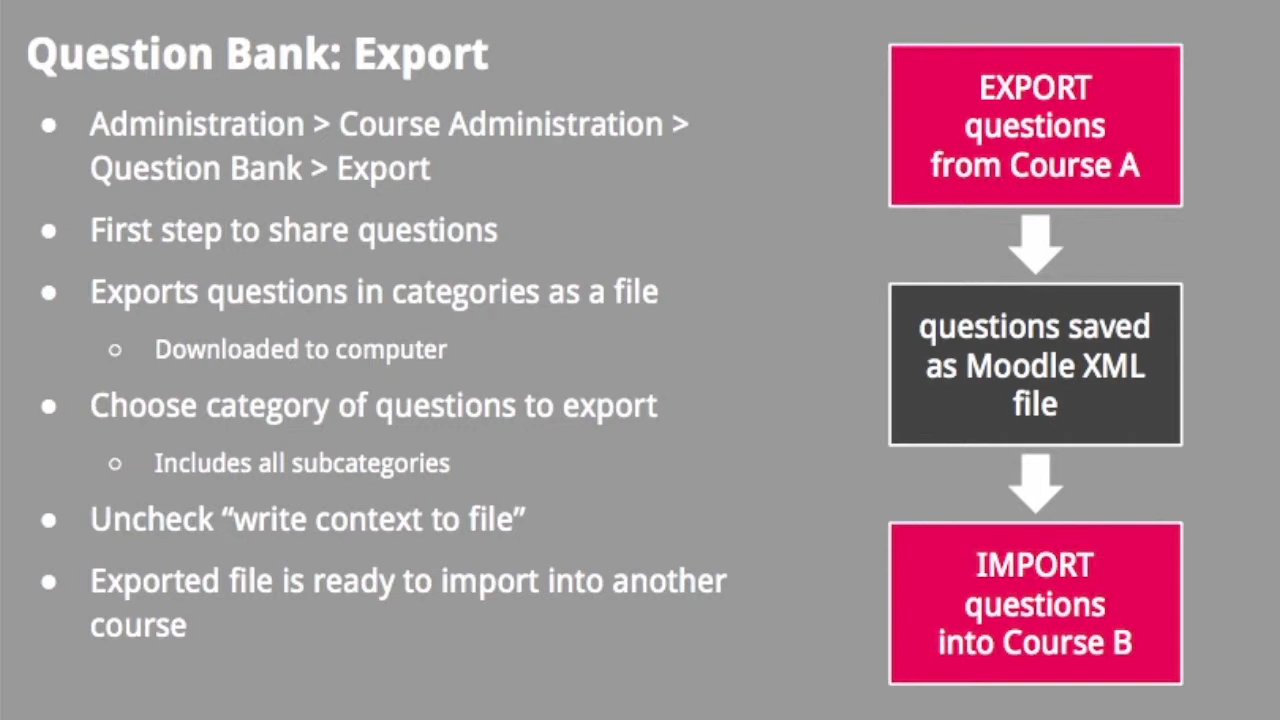 Question Bank: Export
● Administration > Course Administration >
Question Bank > Export
● First step to share questions
● Exports questions in categories as a file
○ Downloaded to computer
● Choose category of questions to export
○ Includes all subcategories
● Uncheck “write context to file”
● Exported file is ready to import into another
course
EXPORT
questions
from Course A
questions saved
as Moodle XML
file
IMPORT
questions
into Course B